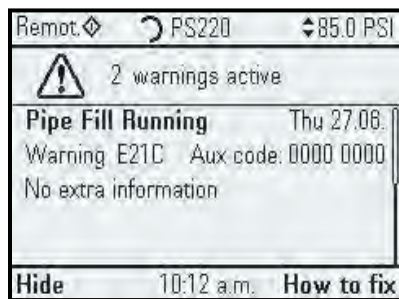 Remot. PS220 85.0 PSI
2 warnings active
Pipe Fill Running Thu 27.06.
Warning E21C Aux code: 0000 0000
No extra information
Hide 10:12 a.m. How to fix